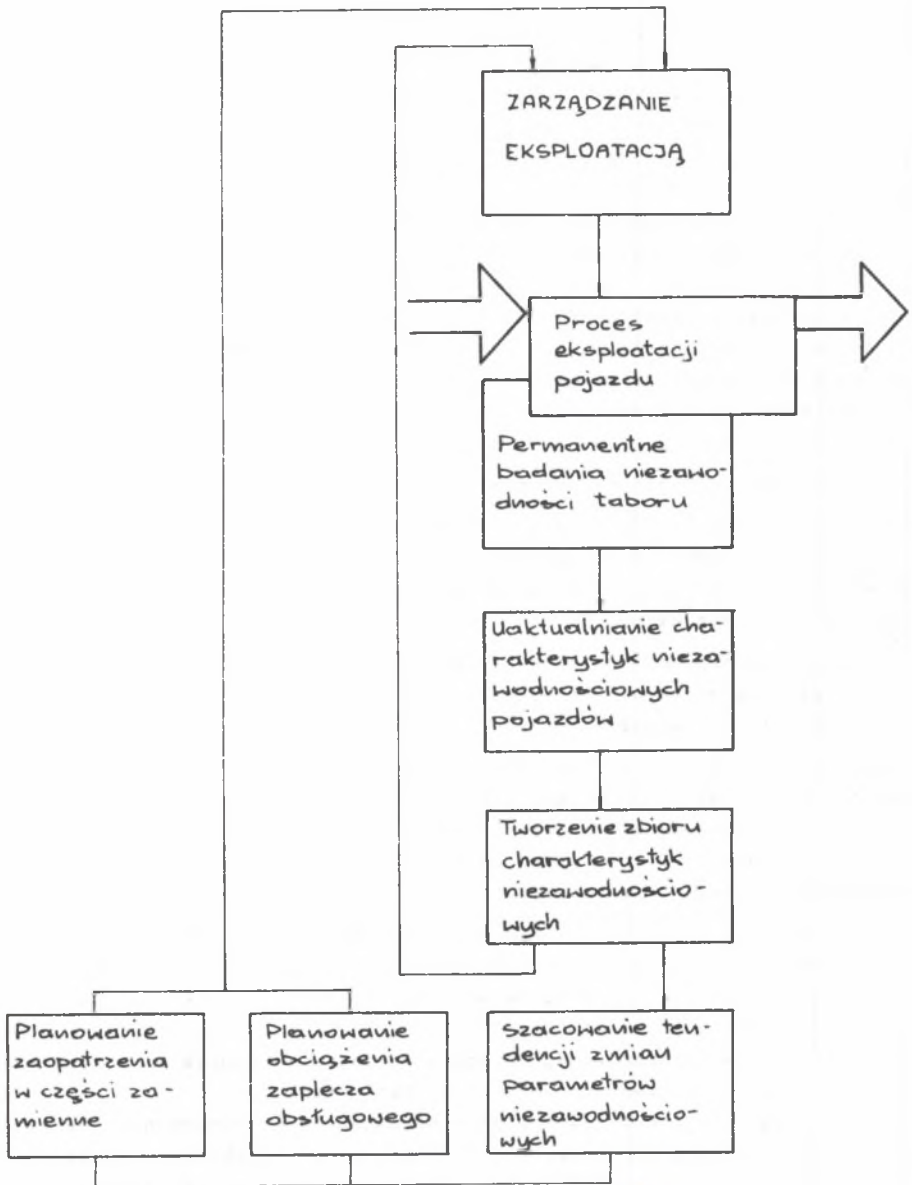 ZARZĄDZANIE
EKSPLOATACJĄ
Proces
eksploatacji
pojazdu
Permanentne
badania niezawo-
dności taboru
Uaktualnianie cha-
rakterystyk nieza-
wodnościowych
pojazdów
Tworzenie zbioru
charakterystyk
niezawodnościo-
wych
Planowanie
zaopatrzenia
w części za-
mienne
Planowanie
obciążenia
zaplecza
obsługowego
Szacowanie ten-
dencji zmian
parametrów
niezawodnościo-
wych